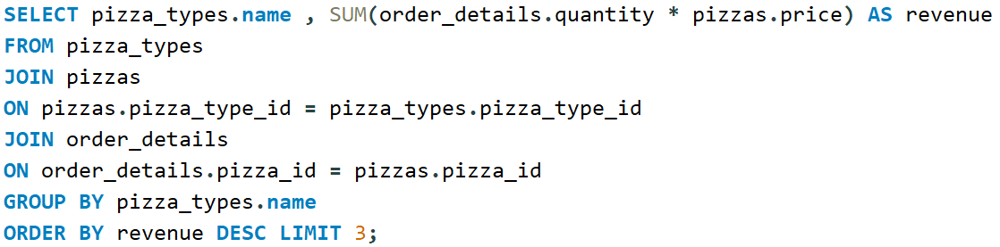 SELECT pizza_types.name , SUM(order_details.quantity * pizzas.price) AS revenue
FROM pizza_types
JOIN pizzas
ON pizzas.pizza_type_id = pizza_types.pizza_type_id
JOIN order_details
ON order_details.pizza_id = pizzas.pizza_id
GROUP BY pizza_types.name
ORDER BY revenue DESC LIMIT 3;